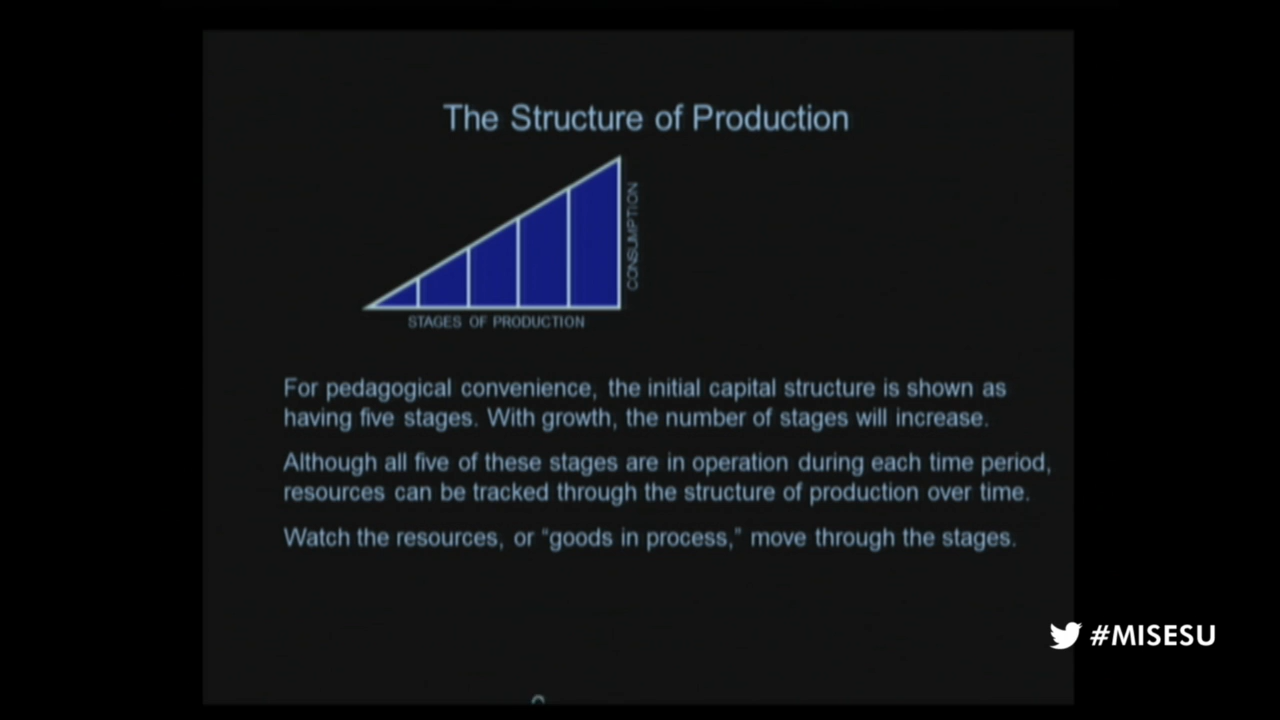 The Structure of Production
CONSUMPTION
STAGES OF PRODUCTION
For pedagogical convenience, the initial capital structure is shown as
having five stages. With growth, the number of stages will increase.
Although all five of these stages are in operation during each time period,
resources can be tracked through the structure of production over time.
Watch the resources, or “goods in process,” move through the stages.
#MISESU